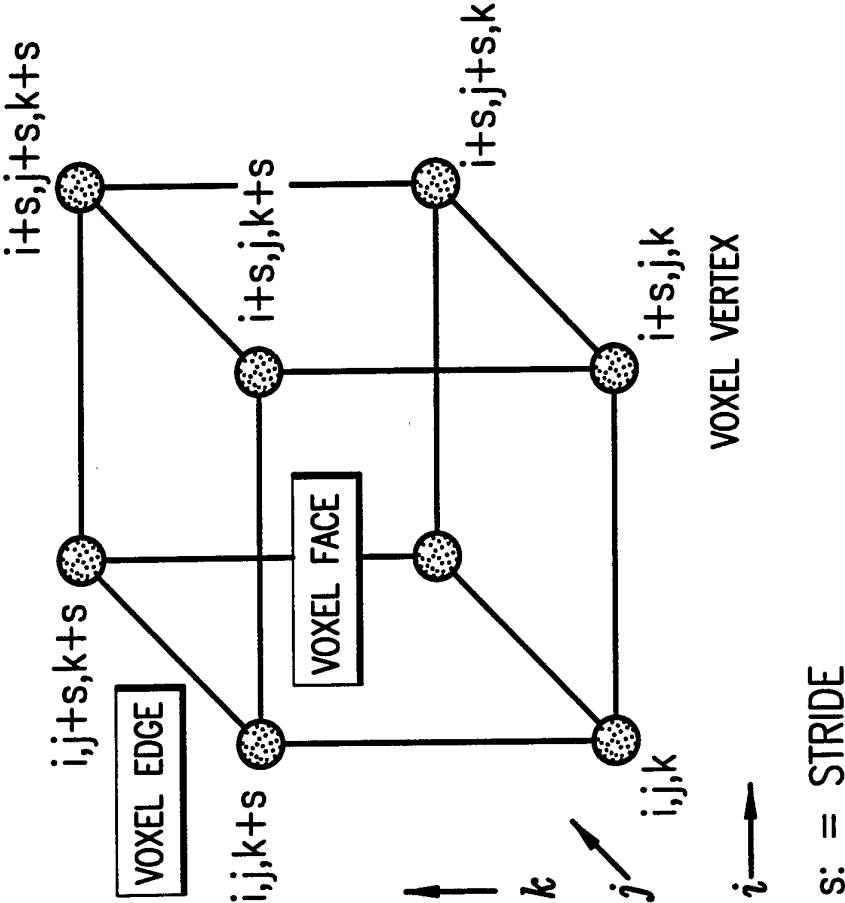 i+s,j+s,k+s
i,j+s,k+s
i+s,j,k+s
i+s,j+s,k
VOXEL EDGE
VOXEL FACE
i,j,k+s
i+s,j,k
i,j,k
VOXEL VERTEX
k
j
i
s: = STRIDE